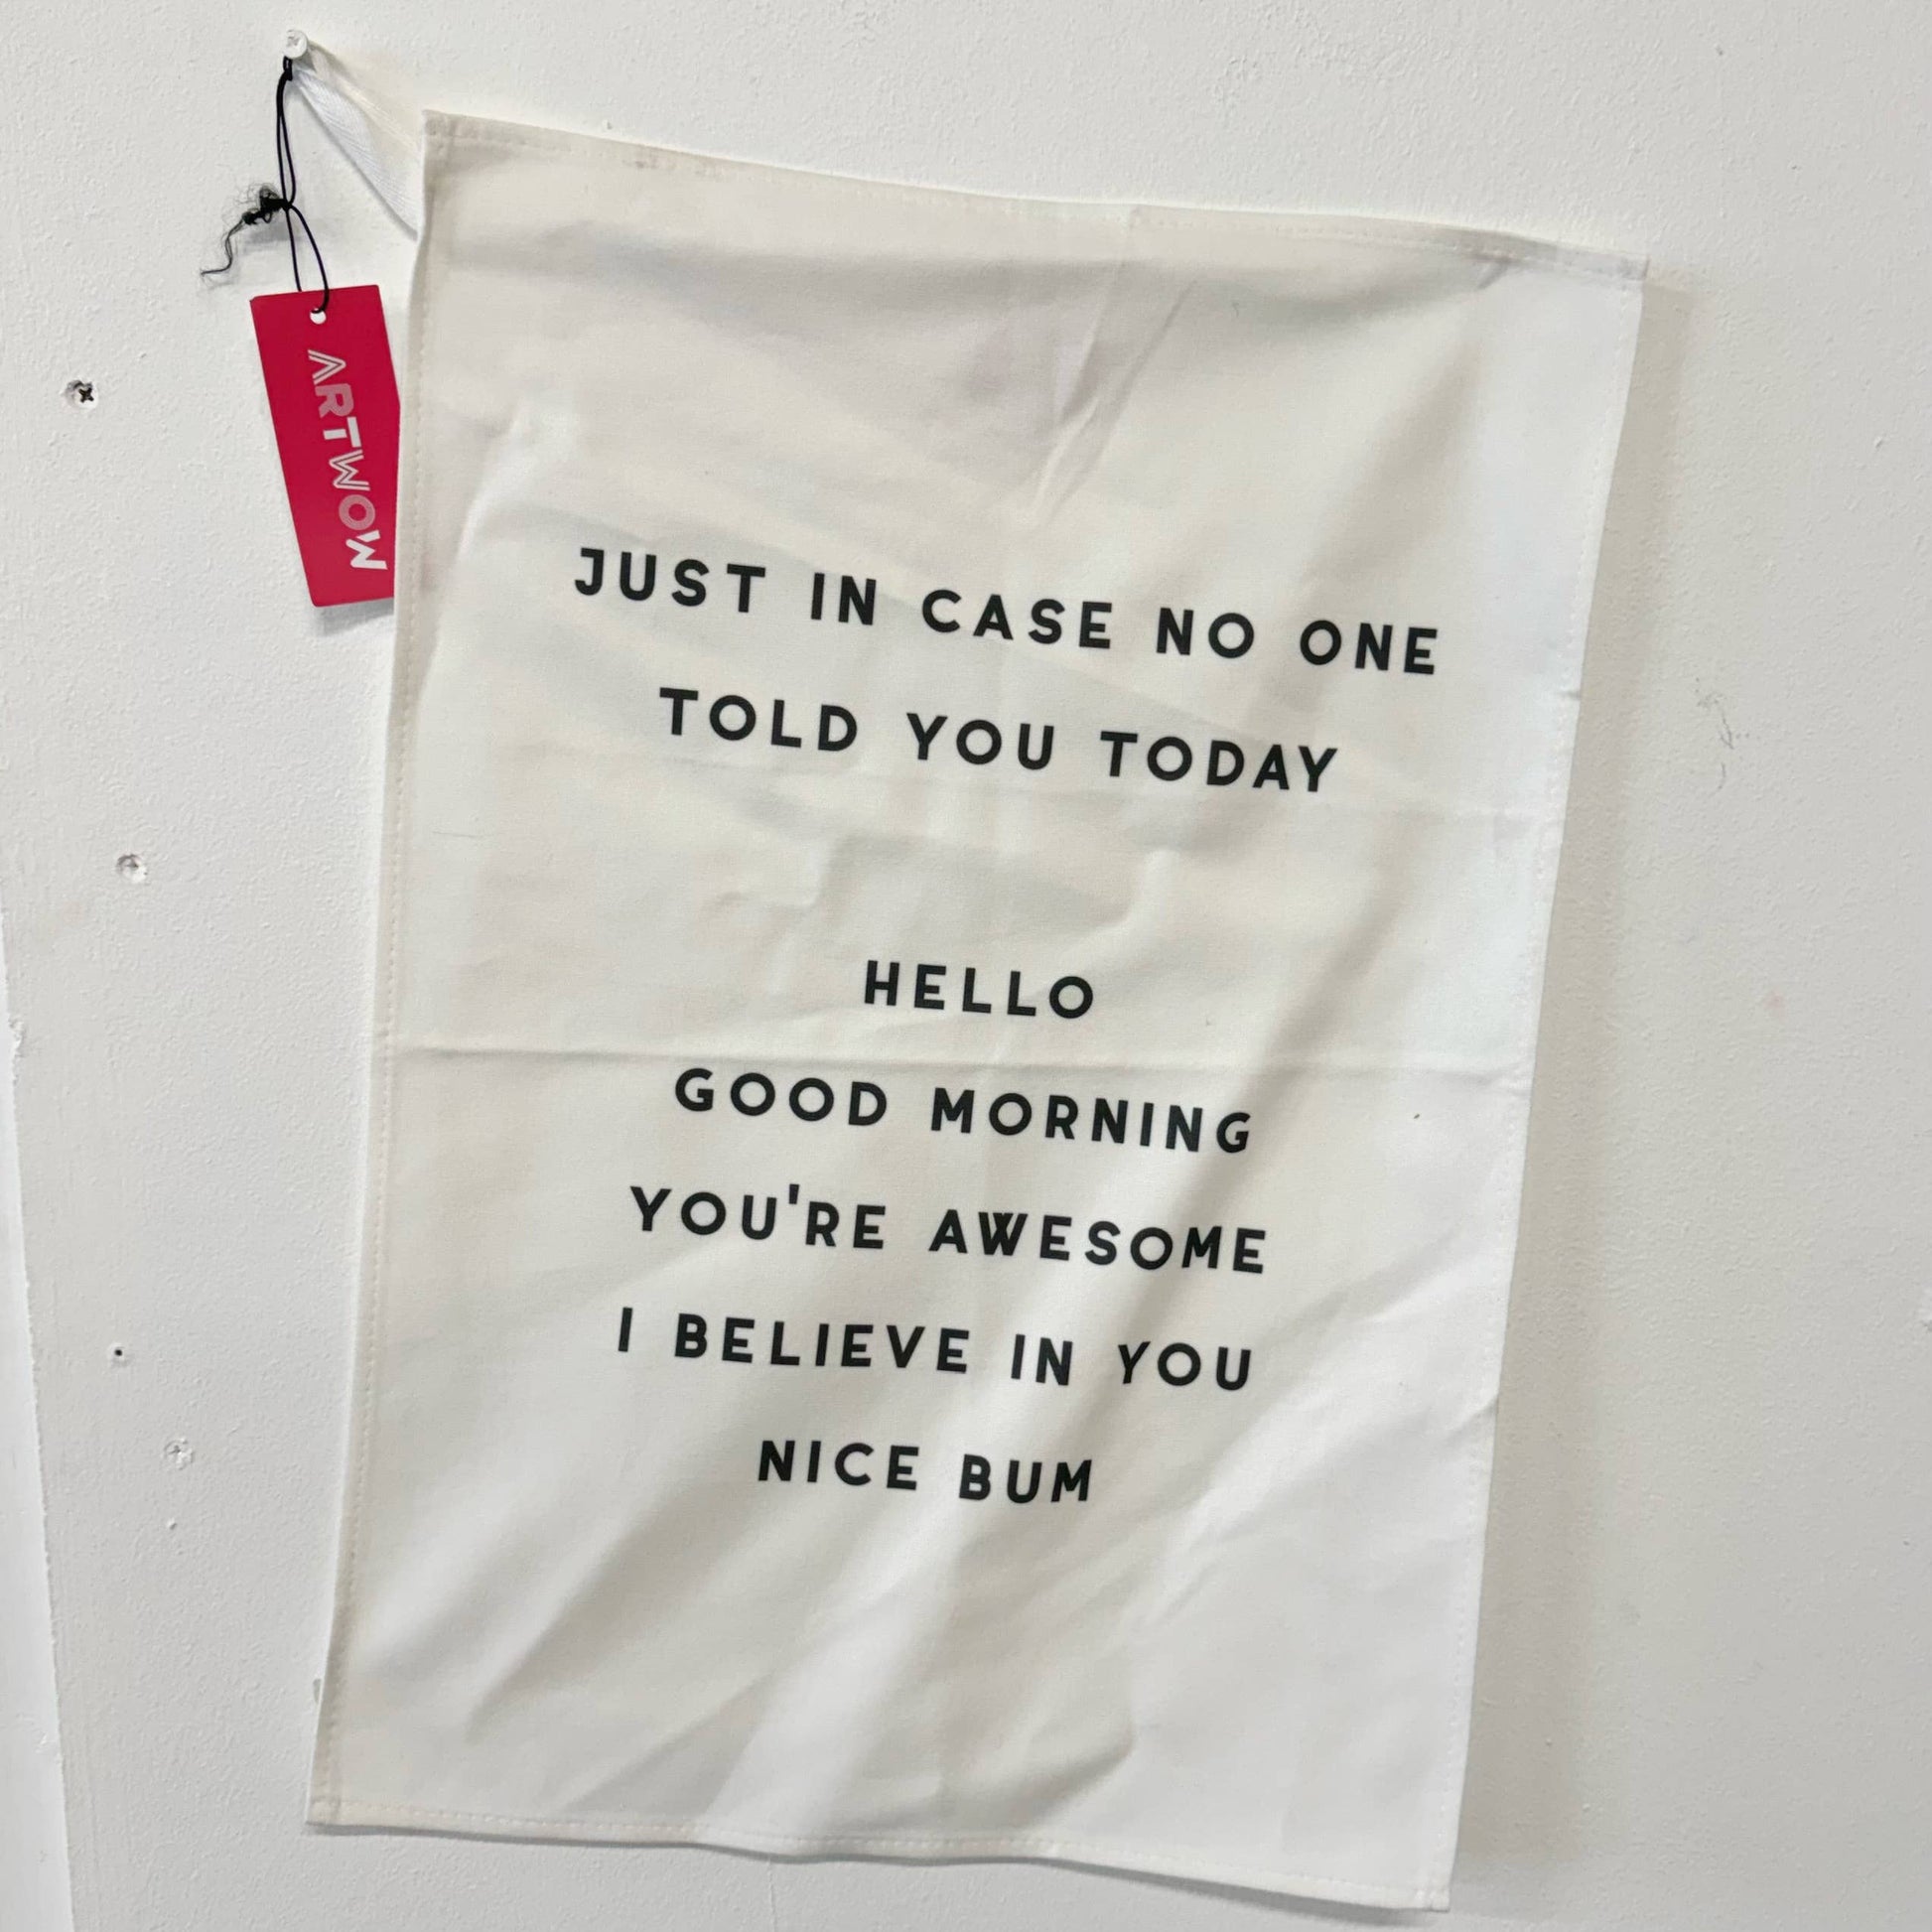 ARTWOW
JUST IN CASE NO ONE
TOLD YOU TODAY
HELLO
GOOD MORNING
YOU'RE AWESOME
I BELIEVE IN YOU
NICE BUM